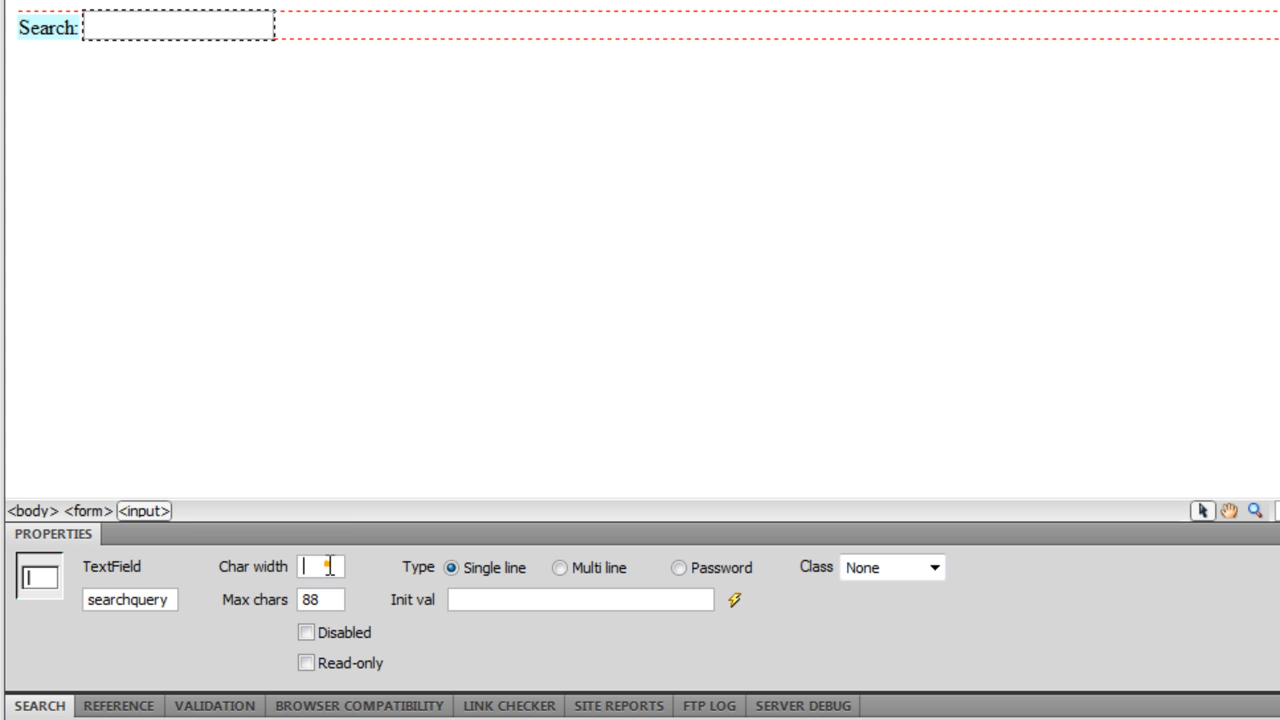 Search:
<body> <form> <input>
PROPERTIES
TextField Char width Type Single line Multi line Password Class None
searchquery Max chars 88 Init val
Disabled
Read-only
SEARCH REFERENCE VALIDATION BROWSER COMPATIBILITY LINK CHECKER SITE REPORTS FTP LOG SERVER DEBUG